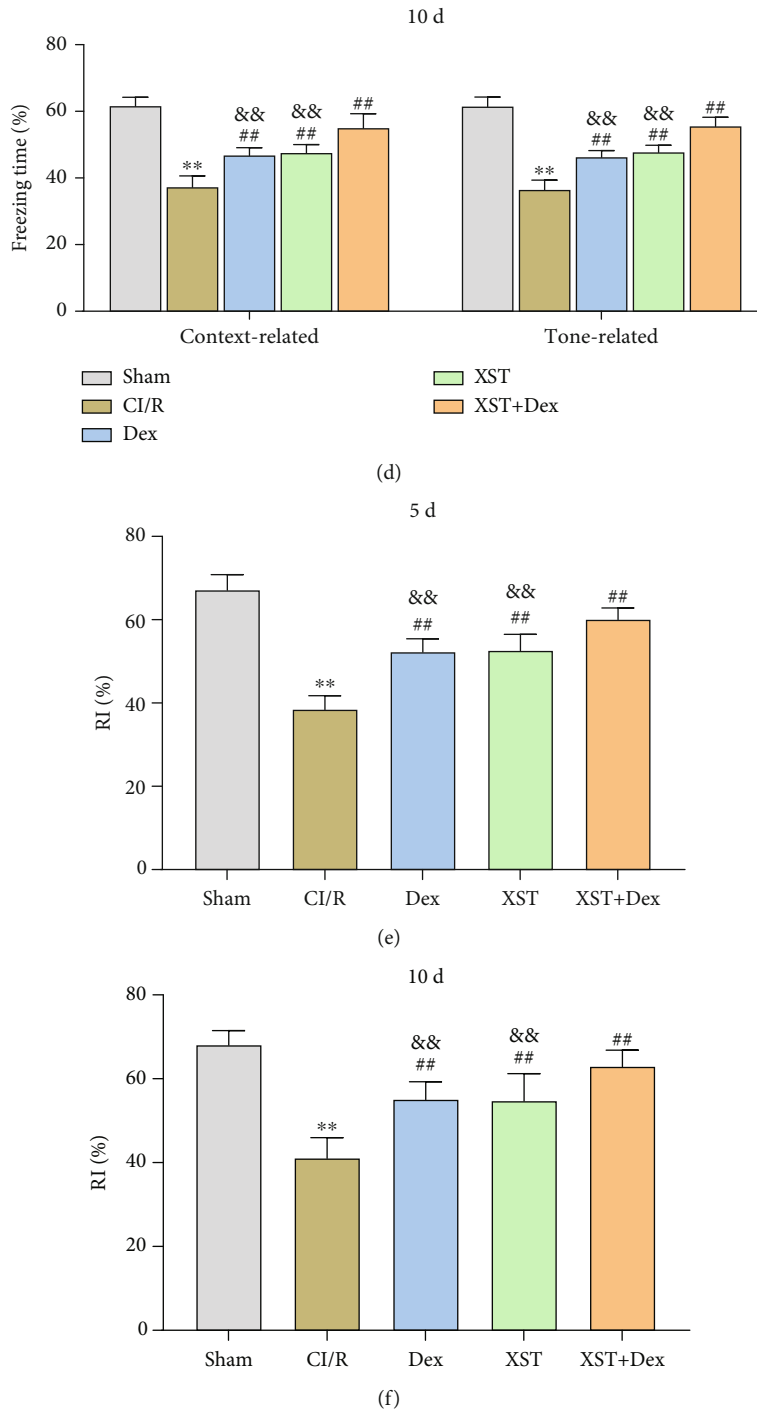 10 d
Freezing time (%)
80
60
40
20
0
&&
##
&&
##
##
**
&&
##
&&
##
##
**
Context-related
Tone-related
Sham
CI/R
Dex
XST
XST+Dex
(d)
5 d
RI (%)
80
60
40
20
0
**
&&
##
&&
##
##
Sham CI/R Dex XST XST+Dex
(e)
10 d
RI (%)
80
60
40
20
0
**
&&
##
&&
##
##
Sham CI/R Dex XST XST+Dex
(f)